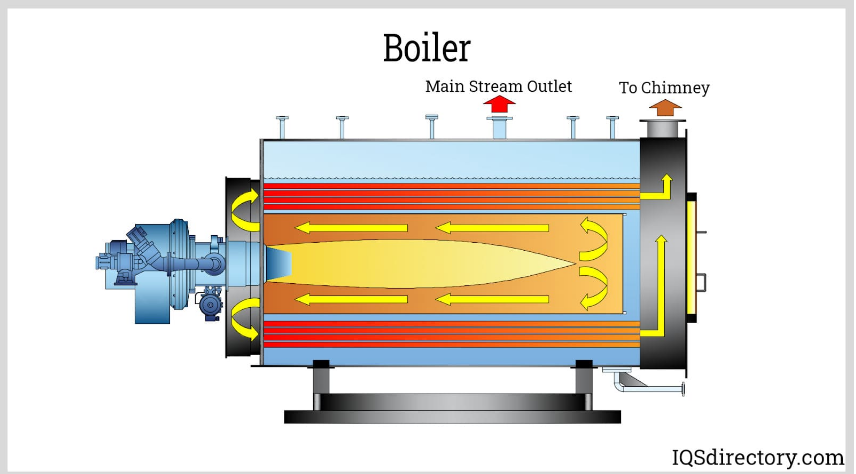 Boiler
Main Stream Outlet
To Chimney
IQSdirectory.com